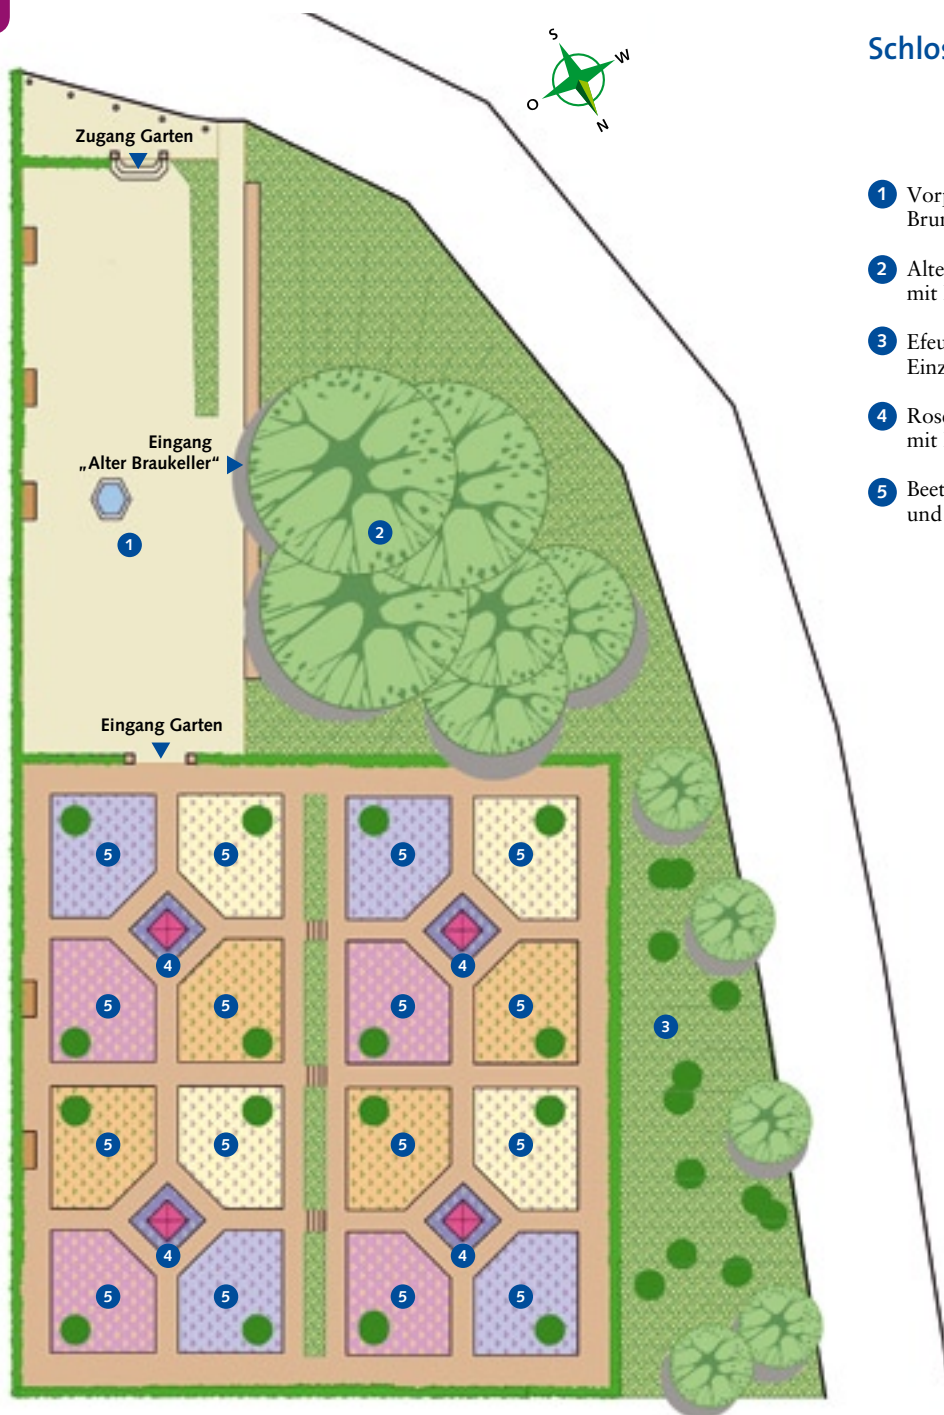 S
W
O
N
Schlos
1 Vor
Brun
2 Alte
mit
3 Efeu
Einz
4 Rose
mit
5 Beet
und
Zugang Garten
Eingang
„Alter Braukeller“
1
2
Eingang Garten
5 5 5 5
4 4
5 5 5 5
3
5 5 5 5
4 4
5 5 5 5